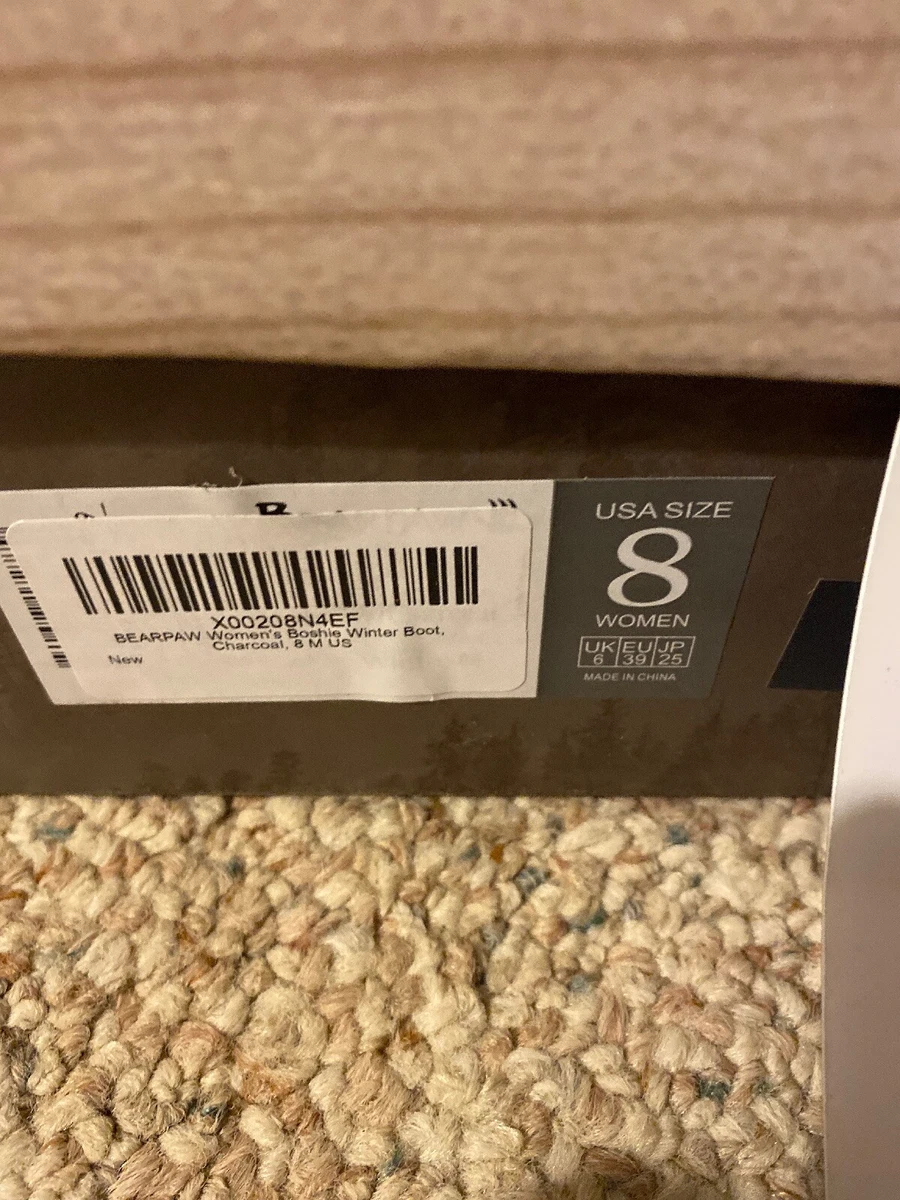 X00208N4EF
BEARPAW Women's Boshie Winter Boot,
Charcoal, 8 M US
New
USA SIZE
8
WOMEN
UK EU JP
6 39 25
MADE IN CHINA